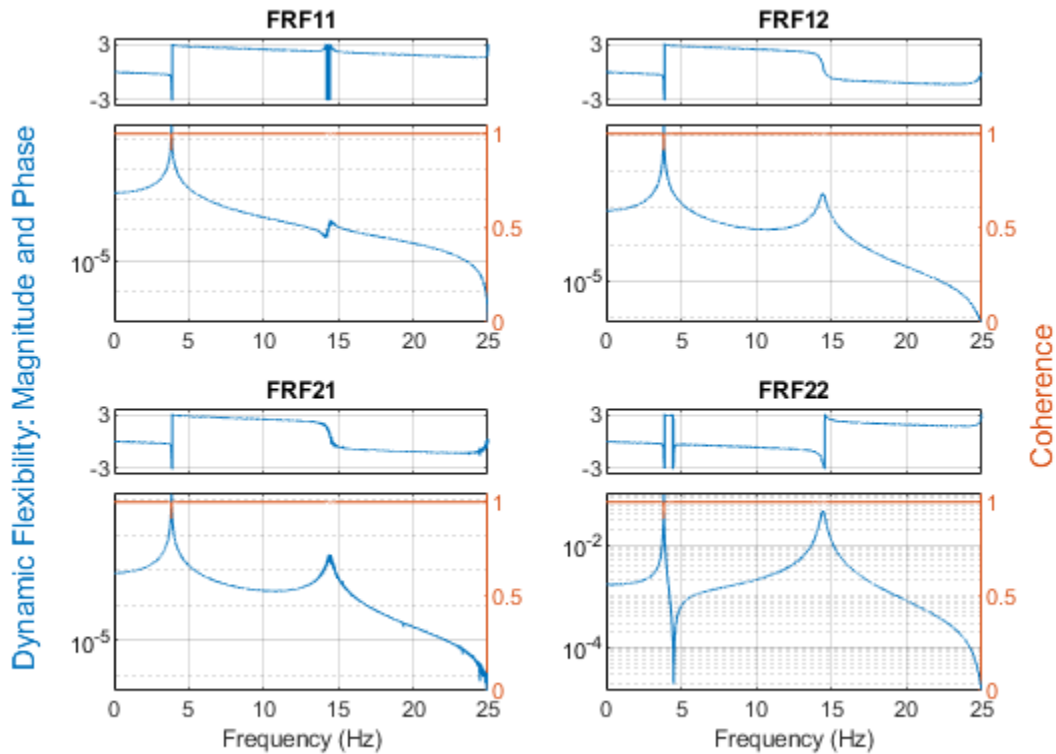 FRF11
FRF12
3
-3
3
-3
10^-5
1
0.5
0
10^-5
1
0.5
0
0 5 10 15 20 25
0 5 10 15 20 25
FRF21
FRF22
3
-3
3
-3
10^-5
1
0.5
0
10^-2
10^-4
1
0.5
0
0 5 10 15 20 25
0 5 10 15 20 25
Frequency (Hz)
Frequency (Hz)
Dynamic Flexibility: Magnitude and Phase
Coherence